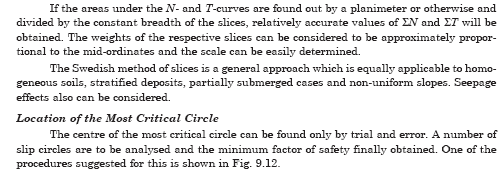 If the areas under the N- and T-curves are found out by a planimeter or otherwise and
divided by the constant breadth of the slices, relatively accurate values of ΣN and ΣT will be
obtained. The weights of the respective slices can be considered to be approximately propor-
tional to the mid-ordinates and the scale can be easily determined.
The Swedish method of slices is a general approach which is equally applicable to homo-
geneous soils, stratified deposits, partially submerged cases and non-uniform slopes. Seepage
effects also can be considered.
Location of the Most Critical Circle
The centre of the most critical circle can be found only by trial and error. A number of
slip circles are to be analysed and the minimum factor of safety finally obtained. One of the
procedures suggested for this is shown in Fig. 9.12.